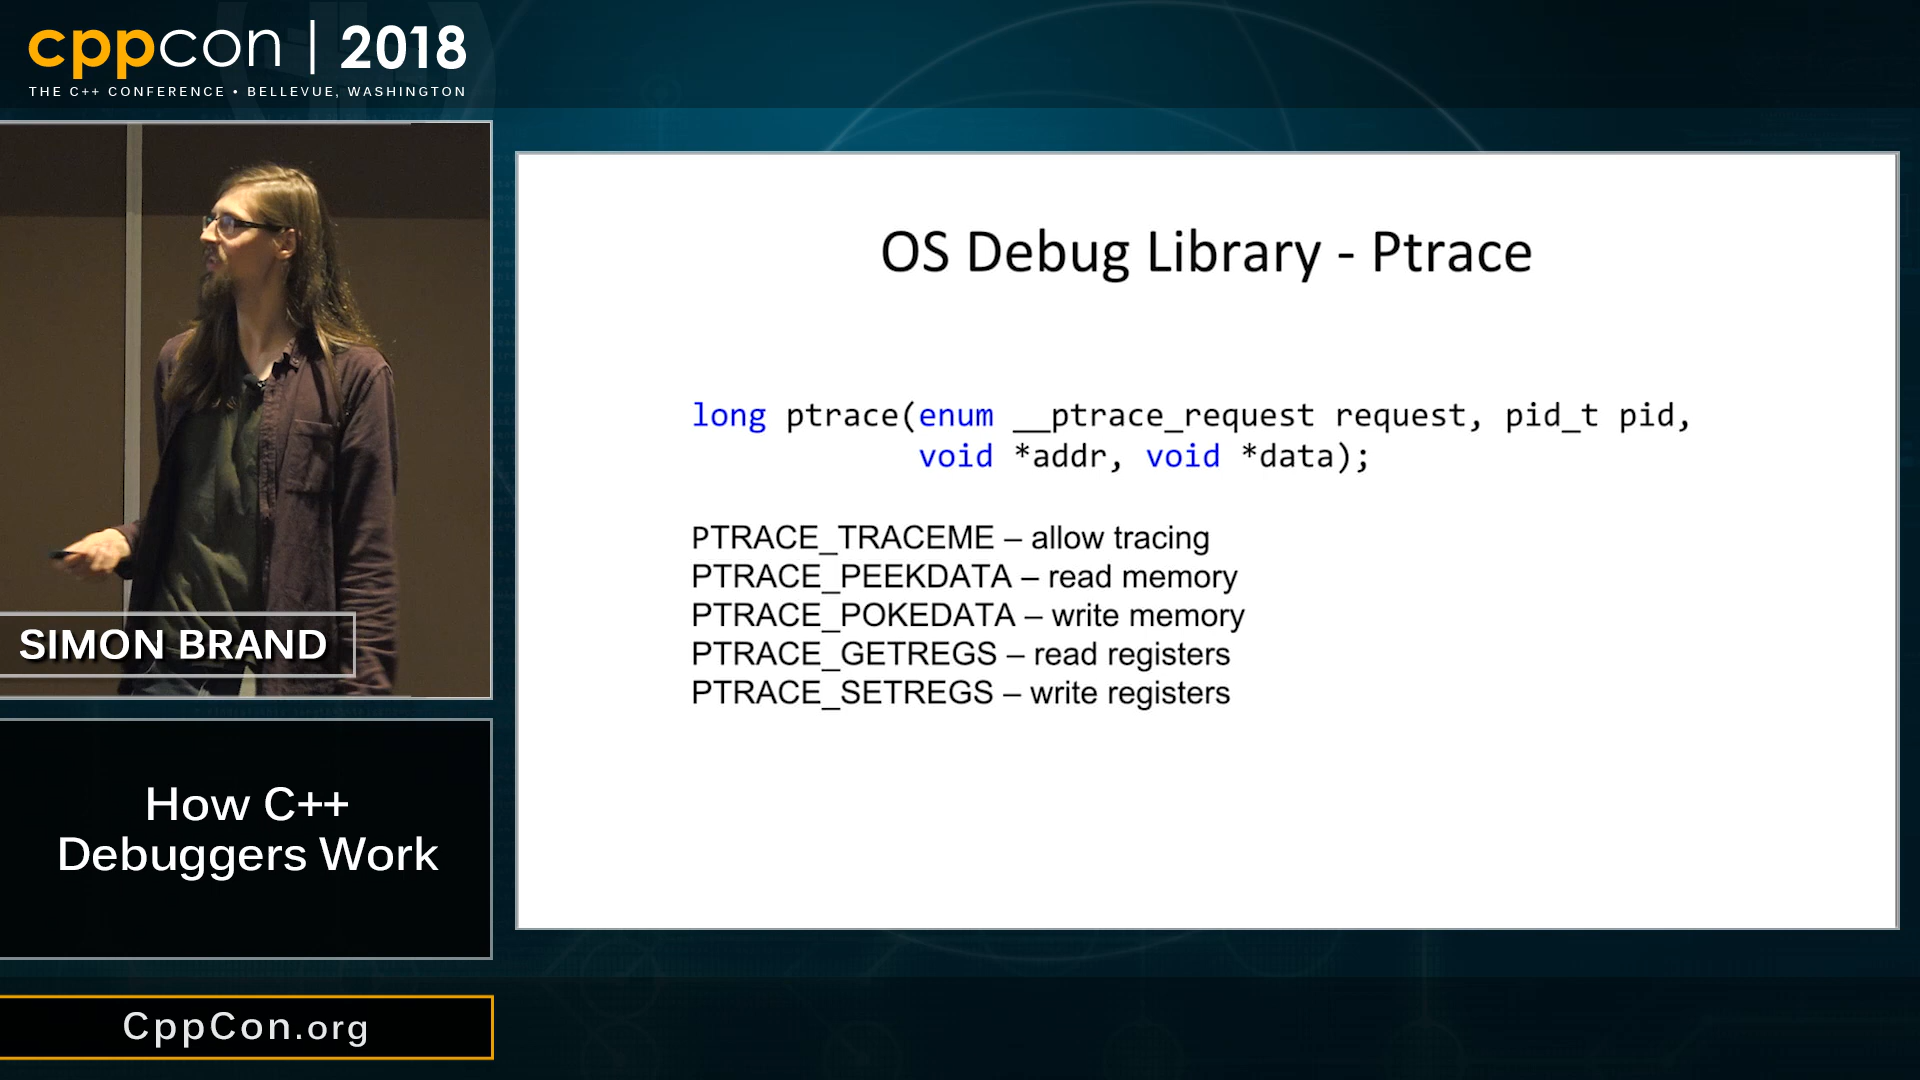 cppcon | 2018
THE C++ CONFERENCE • BELLEVUE, WASHINGTON
SIMON BRAND
How C++
Debuggers Work
CppCon.org
OS Debug Library - Ptrace
long ptrace(enum __ptrace_request request, pid_t pid,
void *addr, void *data);
PTRACE_TRACEME – allow tracing
PTRACE_PEEKDATA – read memory
PTRACE_POKEDATA – write memory
PTRACE_GETREGS – read registers
PTRACE_SETREGS – write registers